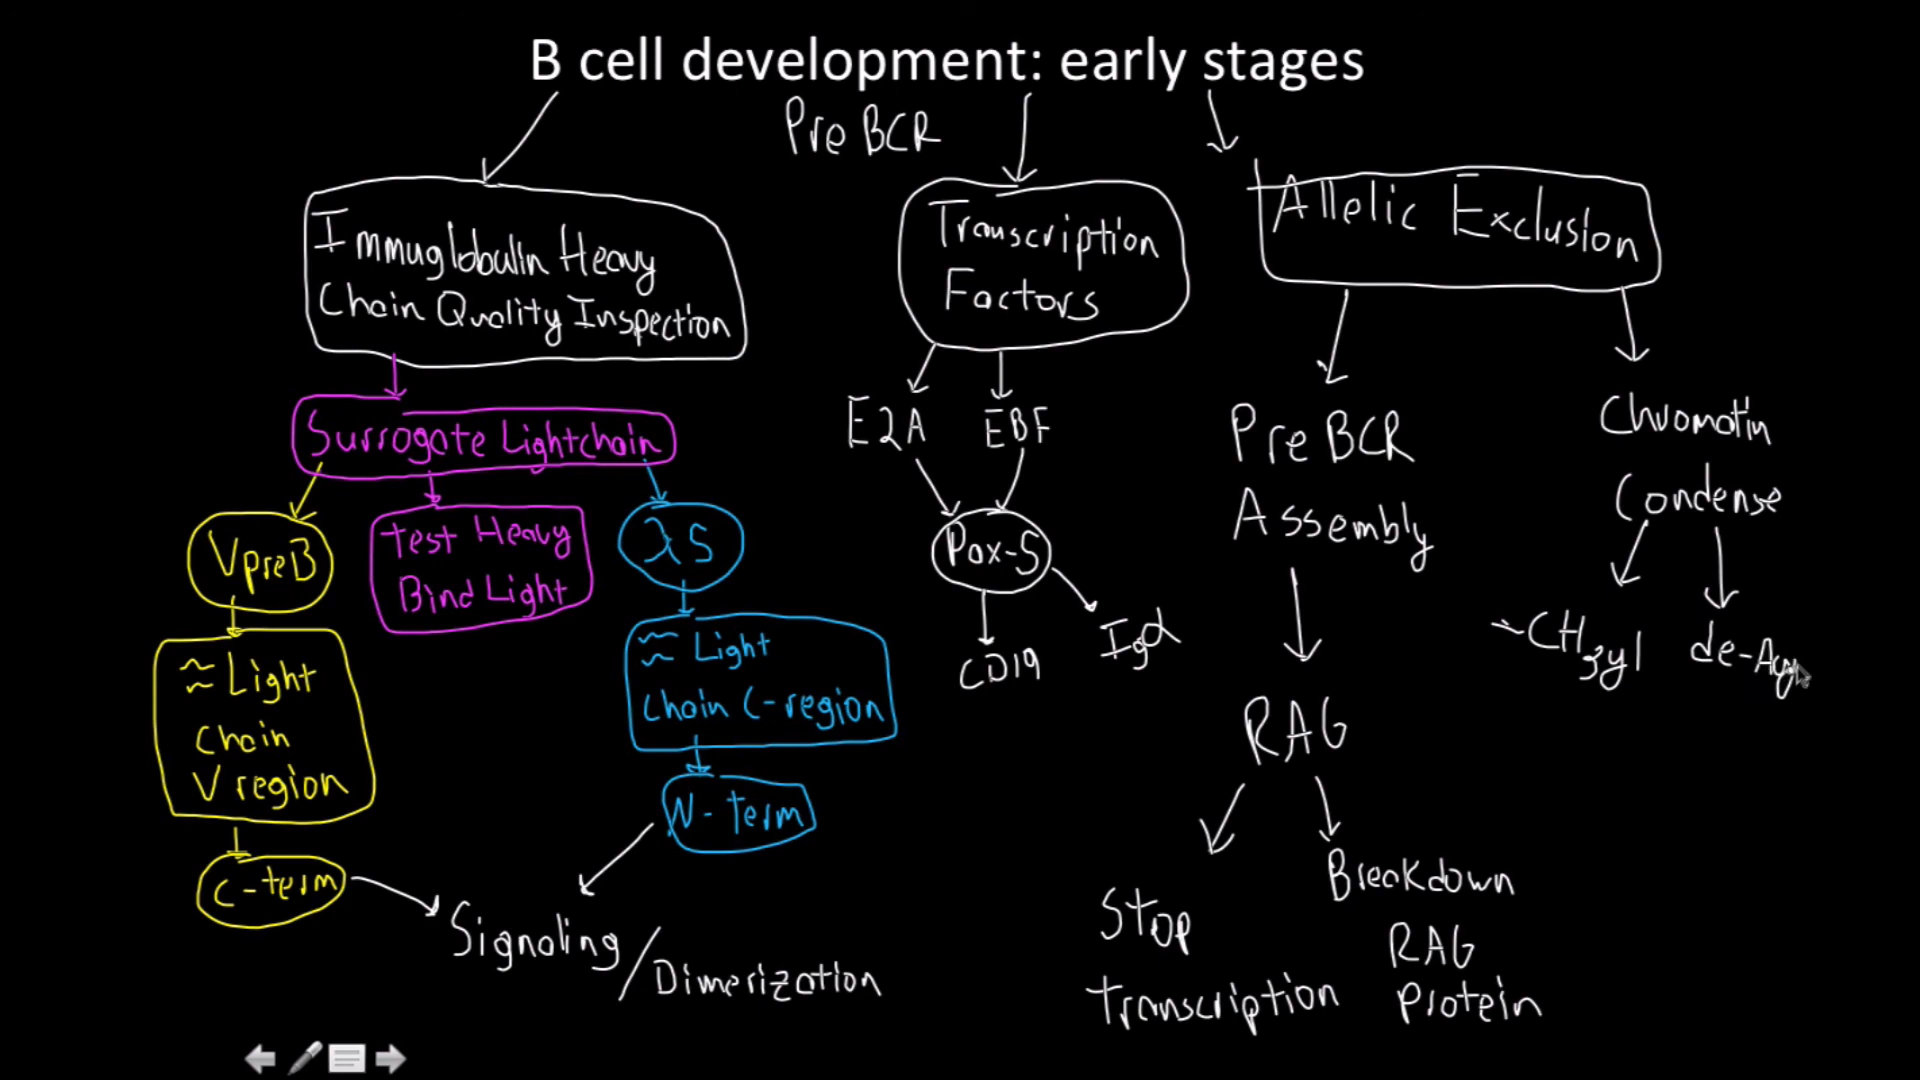 B cell development: early stages
Pre BCR
Immuglobulin Heavy
Chain Quality Inspection
Transcription
Factors
Allelic Exclusion
Surrogate Lightchain
E2A
EBF
Pre BCR
Assembly
Chromatin
Condense
VpreB
Test Heavy
Bind Light
λ5
Pax-5
CD19
Igα
~CH3yl
≈ Light
Chain
V region
≈ Light
Chain C-region
RAG
C-term
N-term
Signaling/Dimerization
Stop
Transcription
Breakdown
RAG
Protein